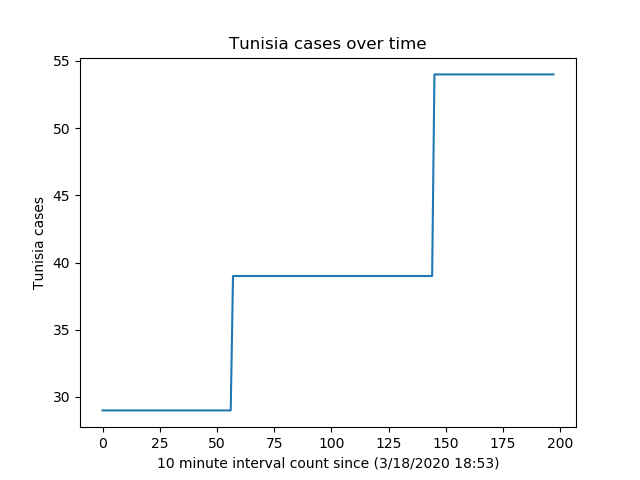 Tunisia cases over time
55
50
45
40
35
30
Tunisia cases
0 25 50 75 100 125 150 175 200
10 minute interval count since (3/18/2020 18:53)